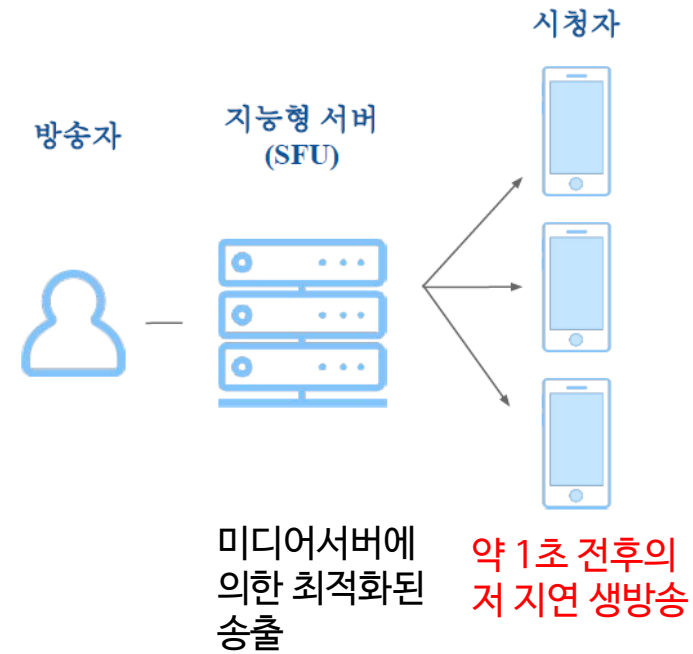 시청자
방송자
지능형 서버
(SFU)
미디어서버에
의한 최적화된
송출
약 1초 전후의
저 지연 생방송